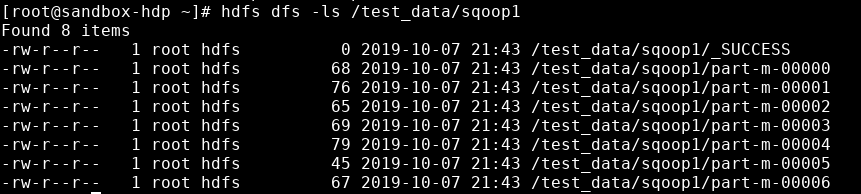 [root@sandbox-hdp ~]# hdfs dfs -ls /test_data/sqoop1
Found 8 items
-rw-r--r--   1 root hdfs          0 2019-10-07 21:43 /test_data/sqoop1/_SUCCESS
-rw-r--r--   1 root hdfs         68 2019-10-07 21:43 /test_data/sqoop1/part-m-00000
-rw-r--r--   1 root hdfs         76 2019-10-07 21:43 /test_data/sqoop1/part-m-00001
-rw-r--r--   1 root hdfs         65 2019-10-07 21:43 /test_data/sqoop1/part-m-00002
-rw-r--r--   1 root hdfs         69 2019-10-07 21:43 /test_data/sqoop1/part-m-00003
-rw-r--r--   1 root hdfs         79 2019-10-07 21:43 /test_data/sqoop1/part-m-00004
-rw-r--r--   1 root hdfs         45 2019-10-07 21:43 /test_data/sqoop1/part-m-00005
-rw-r--r--   1 root hdfs         67 2019-10-07 21:43 /test_data/sqoop1/part-m-00006